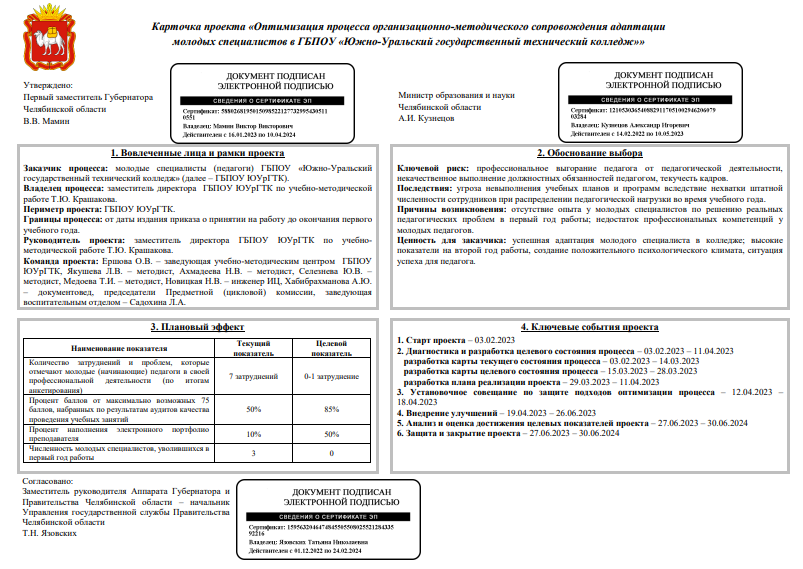 Карточка проекта «Оптимизация процесса организационно-методического сопровождения адаптации
молодых специалистов в ГБПОУ «Южно-Уральский государственный технический колледж»»
Утверждено:
Первый заместитель Губернатора
Челябинской области
В.В. Мамин
ДОКУМЕНТ ПОДПИСАН
ЭЛЕКТРОННОЙ ПОДПИСЬЮ
СВЕДЕНИЯ О СЕРТИФИКАТЕ ЭП
Владелец: Мамин Виктор Викторович
Действителен с 16.01.2023 по 10.04.2024
Министр образования и науки
Челябинской области
А.И. Кузнецов
ДОКУМЕНТ ПОДПИСАН
ЭЛЕКТРОННОЙ ПОДПИСЬЮ
СВЕДЕНИЯ О СЕРТИФИКАТЕ ЭП
Владелец: Кузнецов Александр Игоревич
Действителен с 14.02.2022 по 10.05.2023
1. Вовлеченные лица и рамки проекта
Заказчик процесса: молодые специалисты (педагоги) ГБПОУ «Южно-Уральский
государственный технический колледж» (далее – ГБПОУ ЮУрГТК).
Владелец процесса: заместитель директора ГБПОУ ЮУрГТК по учебно-методической
работе Т.Ю. Крашакова.
Периметр проекта: ГБПОУ ЮУрГТК.
Границы процесса: от даты издания приказа о принятии на работу до окончания первого
учебного года.
Руководитель проекта: заместитель директора ГБПОУ ЮУрГТК по учебно-
методической работе Т.Ю. Крашакова.
Команда проекта: Ершова О.В. – заведующая учебно-методическим центром ГБПОУ
ЮУрГТК, Якушева Л.В. – методист, Ахмадеева Н.В. – методист, Селезнева Ю.В. –
методист, Медоева Т.И. – методист, Новицкая Н.В. – инженер ИЦ, Хабибрахманова А.Ю.
– документовед, председатели Предметной (цикловой) комиссии, заведующая
воспитательным отделом – Садохина Л.А.
2. Обоснование выбора
Ключевой риск: профессиональное выгорание педагога от педагогической деятельности,
некачественное выполнение должностных обязанностей педагогом, текучесть кадров.
Последствия: угроза невыполнения учебных планов и программ вследствие нехватки штатной
численности сотрудников при распределении педагогической нагрузки во время учебного года.
Причины возникновения: отсутствие опыта у молодых специалистов по решению реальных
педагогических проблем в первый год работы; недостаток профессиональных компетенций у
молодых педагогов.
Ценность для заказчика: успешная адаптация молодого специалиста в колледже; высокие
показатели на второй год работы, создание положительного психологического климата, ситуация
успеха для педагога.
3. Плановый эффект
Наименование показателя
Текущий показатель
Целевой показатель
Количество затруднений и проблем, которые
отмечают молодые (начинающие) педагоги в своей
профессиональной деятельности (по итогам
анкетирования)
7 затруднений
0-1 затруднение
Процент баллов от максимально возможных 75
баллов, набранных по результатам аудитов качества
проведения учебных занятий
50%
85%
Процент наполнения электронного портфолио
преподавателя
10%
50%
Численность молодых специалистов, уволившихся в
первый год работы
3
0
4. Ключевые события проекта
1. Старт проекта – 03.02.2023
2. Диагностика и разработка целевого состояния процесса – 03.02.2023 – 11.04.2023
разработка карты текущего состояния процесса – 03.02.2023 – 14.03.2023
разработка карты целевого состояния процесса – 15.03.2023 – 28.03.2023
разработка плана реализации проекта – 29.03.2023 – 11.04.2023
3. Установочное совещание по защите подходов оптимизации процесса – 12.04.2023 –
18.04.2023
4. Внедрение улучшений – 19.04.2023 – 26.06.2023
5. Анализ и оценка достижения целевых показателей проекта – 27.06.2023 – 30.06.2024
6. Защита и закрытие проекта – 27.06.2023 – 30.06.2024
Согласовано:
Заместитель руководителя Аппарата Губернатора и
Правительства Челябинской области – начальник
Управления государственной службы Правительства
Челябинской области
Т.Н. Язовских
ДОКУМЕНТ ПОДПИСАН
ЭЛЕКТРОННОЙ ПОДПИСЬЮ
СВЕДЕНИЯ О СЕРТИФИКАТЕ ЭП
Владелец: Язовских Татьяна Николаевна
Действителен с 01.12.2022 по 24.02.2024